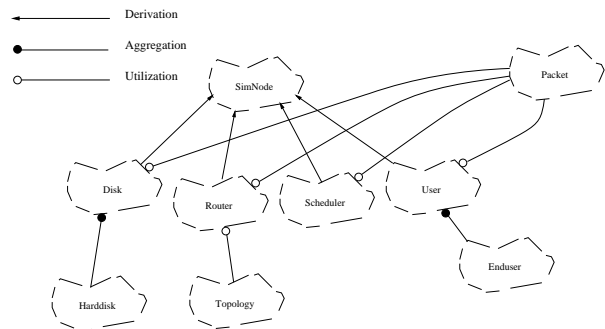 Derivation
Aggregation
Utilization
SimNode
Packet
Disk
Router
Scheduler
User
Harddisk
Topology
Enduser